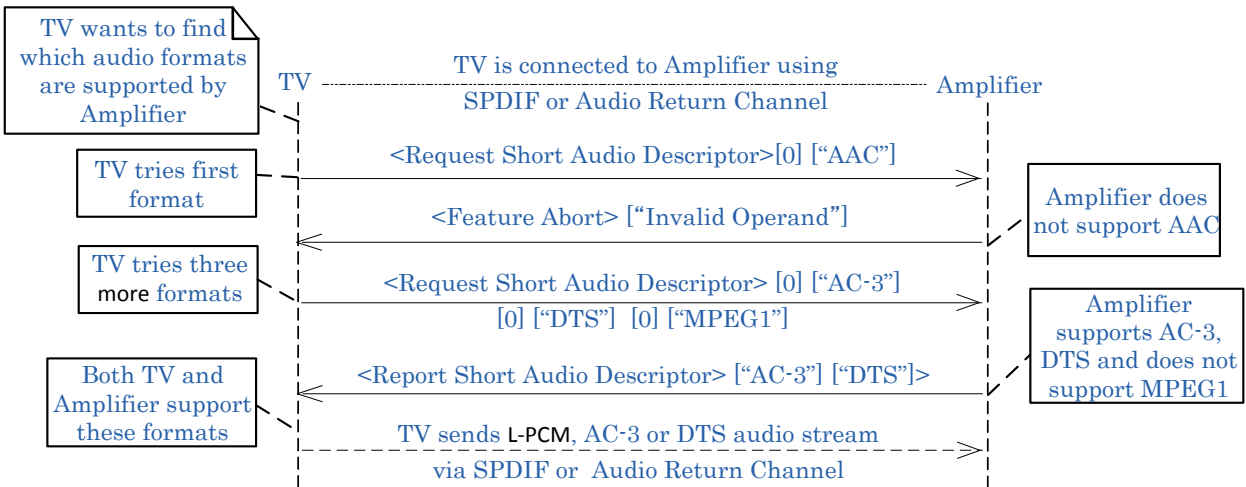 TV wants to find
which audio formats
are supported by
Amplifier
TV
TV is connected to Amplifier using
SPDIF or Audio Return Channel
Amplifier
TV tries first
format
<Request Short Audio Descriptor>[0] [“AAC”]
<Feature Abort> [“Invalid Operand”]
Amplifier does
not support AAC
TV tries three
more formats
<Request Short Audio Descriptor> [0] [“AC-3”]
[0] [“DTS”] [0] [“MPEG1”]
Amplifier
supports AC-3,
DTS and does not
support MPEG1
Both TV and
Amplifier support
these formats
<Report Short Audio Descriptor> [“AC-3”] [“DTS”]>
TV sends L-PCM, AC-3 or DTS audio stream
via SPDIF or Audio Return Channel